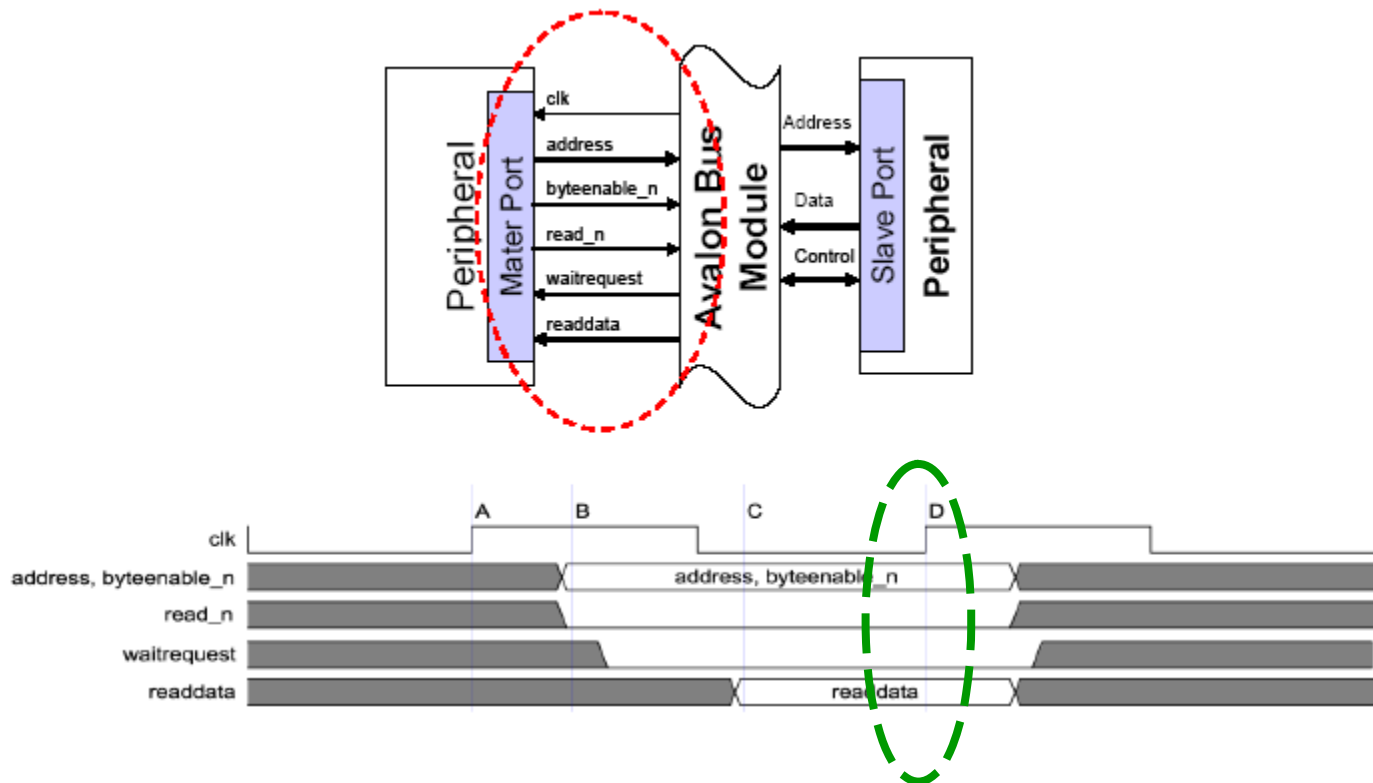 Peripheral
Mater Port
clk
address
byteenable_n
read_n
waitrequest
readdata
Avalon Bus
Module
Address
Data
Control
Slave Port
Peripheral
A
B
C
D
clk
address, byteenable_n
address, byteenable_n
read_n
waitrequest
readdata
readdata